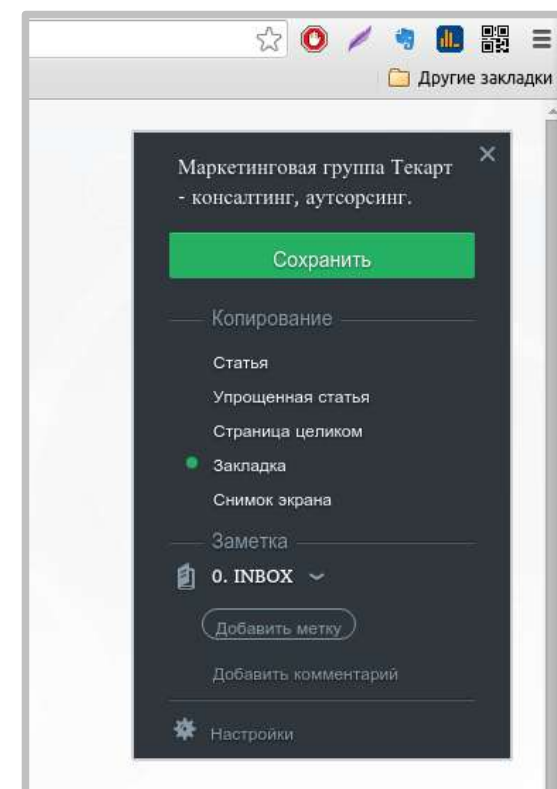 Другие закладки
Маркетинговая группа Текарт
- консалтинг, аутсорсинг.
Сохранить
Копирование
Статья
Упрощенная статья
Страница целиком
Закладка
Снимок экрана
Заметка
0. INBOX
Добавить метку
Добавить комментарий
Настройки